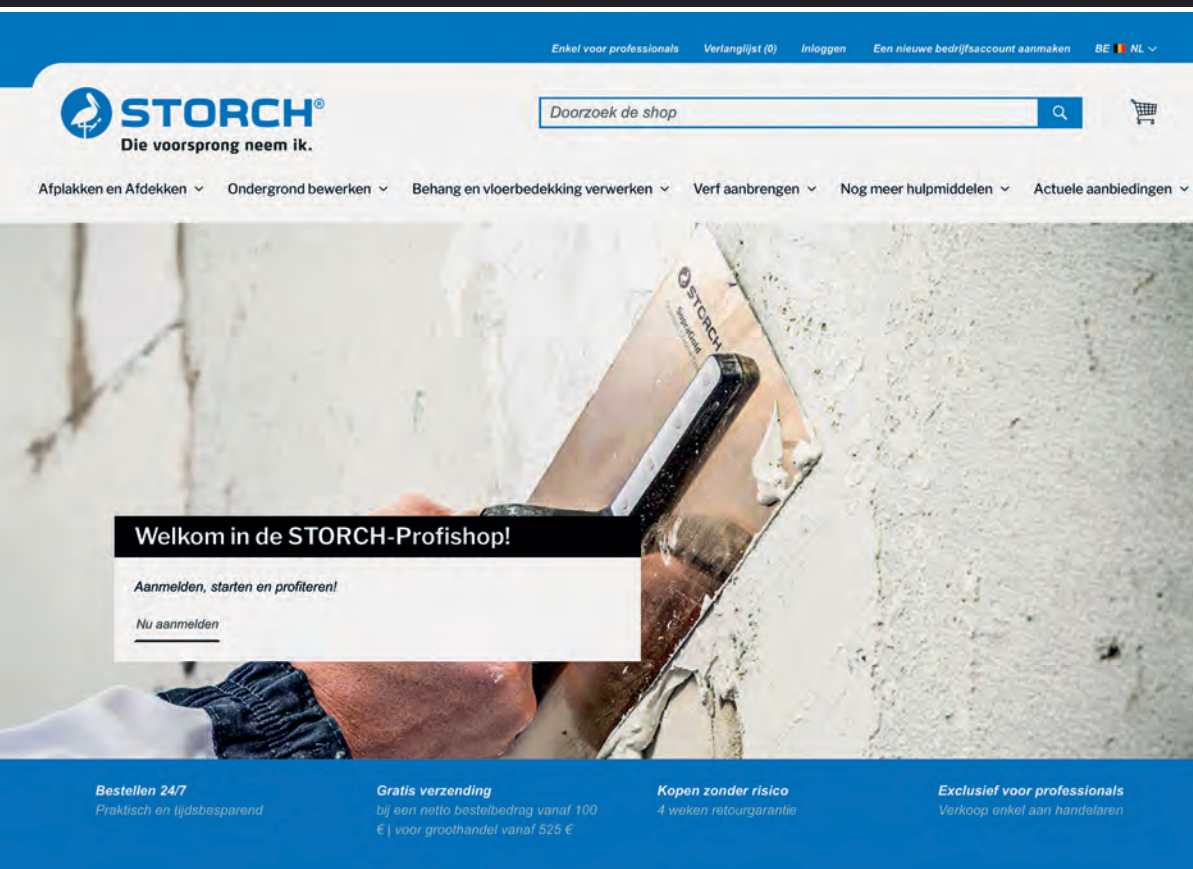 Enkel voor professionals Verlanglijst (0) Inloggen Een nieuwe bedrijfsaccount aanmaken BE NL
STORCH®
Die voorsprong neem ik.
Doorzoek de shop
Afplakken en Afdekken Ondergrond bewerken Behang en vloerbedekking verwerken Verf aanbrengen Nog meer hulpmiddelen Actuele aanbiedingen
STORCH
SopraGold
Welkom in de STORCH-Profishop!
Aanmelden, starten en profiteren!
Nu aanmelden
Bestellen 24/7
Praktisch en tijdsbesparend
Gratis verzending
bij een netto bestelbedrag vanaf 100
€ | voor groothandel vanaf 525 €
Kopen zonder risico
4 weken retourgarantie
Exclusief voor professionals
Verkoop enkel aan handelaren